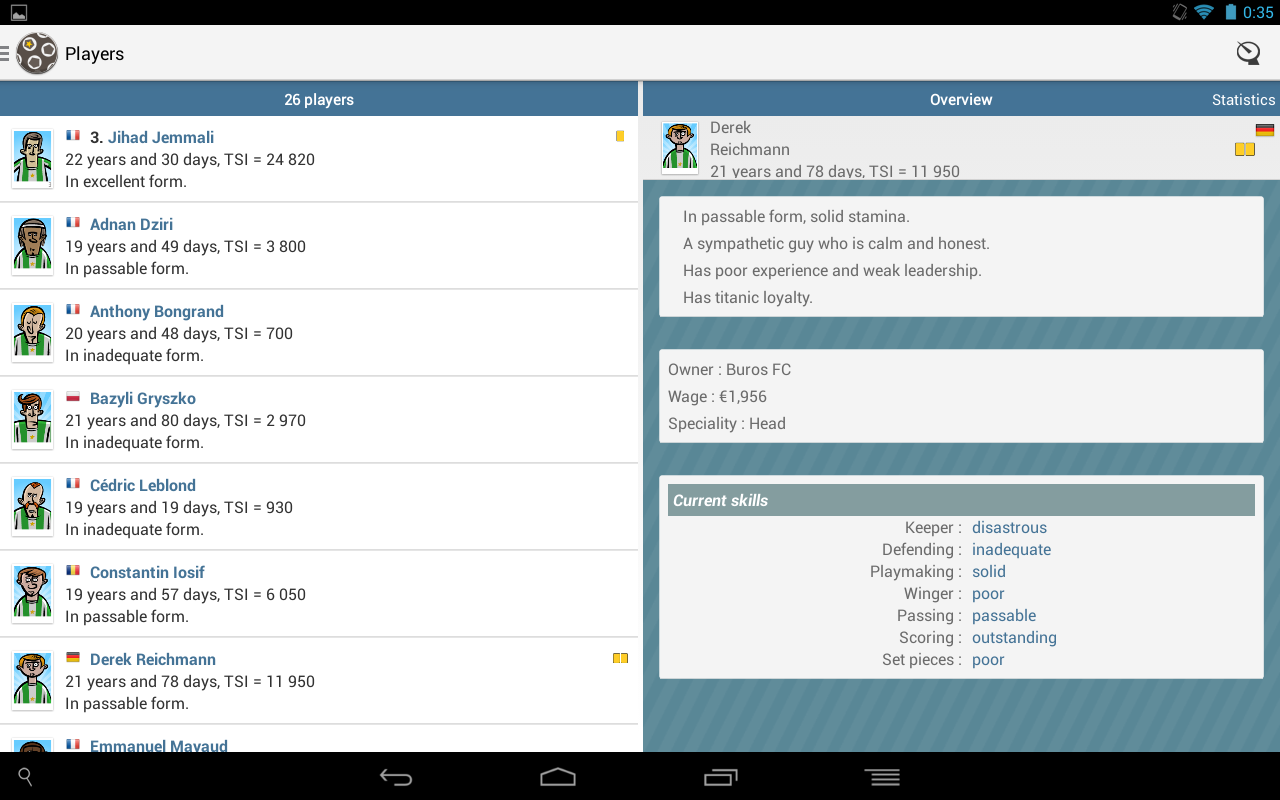 0:35
Players
26 players
3. Jihad Jemmali
22 years and 30 days, TSI = 24 820
In excellent form.
Adnan Dziri
19 years and 49 days, TSI = 3 800
In passable form.
Anthony Bongrand
20 years and 48 days, TSI = 700
In inadequate form.
Bazyli Gryszko
21 years and 80 days, TSI = 2 970
In inadequate form.
Cédric Leblond
19 years and 19 days, TSI = 930
In inadequate form.
Constantin Iosif
19 years and 57 days, TSI = 6 050
In passable form.
Derek Reichmann
21 years and 78 days, TSI = 11 950
In passable form.
Emmanuel Mavaud
Overview
Statistics
Derek
Reichmann
21 years and 78 days, TSI = 11 950
In passable form, solid stamina.
A sympathetic guy who is calm and honest.
Has poor experience and weak leadership.
Has titanic loyalty.
Owner : Buros FC
Wage : €1,956
Speciality : Head
Current skills
Keeper : disastrous
Defending : inadequate
Playmaking : solid
Winger : poor
Passing : passable
Scoring : outstanding
Set pieces : poor